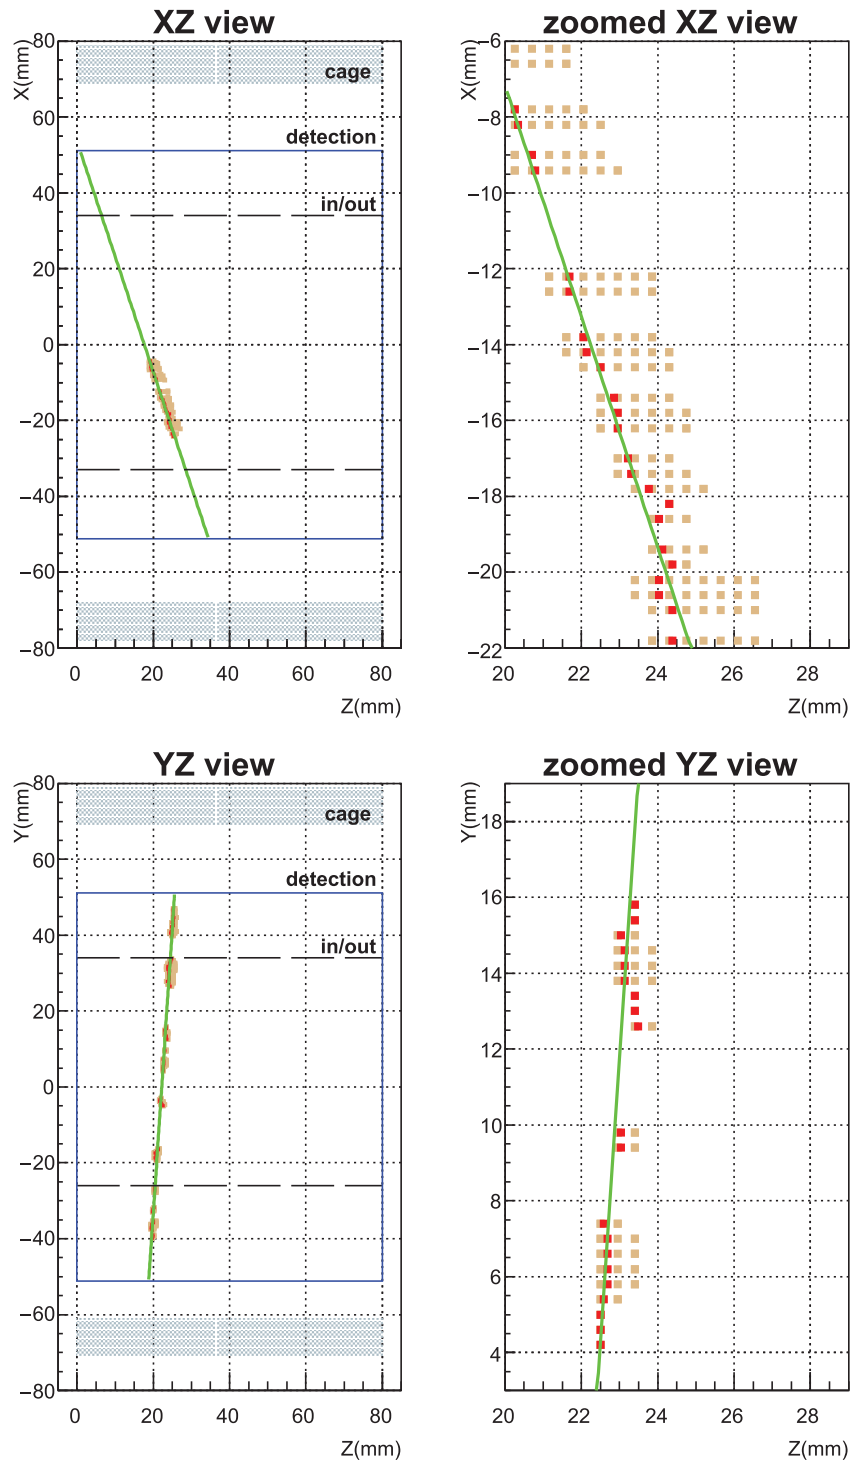 XZ view
X(mm)
80
60
40
20
0
−20
−40
−60
−80
cage
detection
in/out
0 20 40 60 80
Z(mm)
zoomed XZ view
X(mm)
−6
−8
−10
−12
−14
−16
−18
−20
−22
20 22 24 26 28
Z(mm)
YZ view
Y(mm)
80
60
40
20
0
−20
−40
−60
−80
cage
detection
in/out
0 20 40 60 80
Z(mm)
zoomed YZ view
Y(mm)
18
16
14
12
10
8
6
4
20 22 24 26 28
Z(mm)